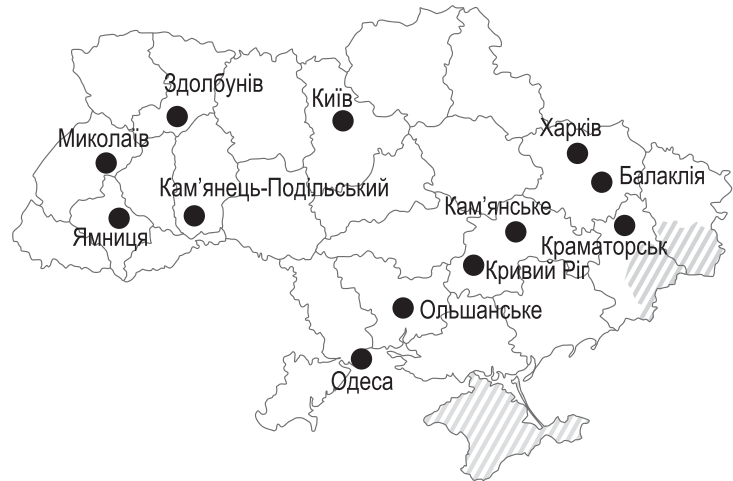 Здолбунів
Київ
Харків
Миколаїв
Балаклія
Кам’янець-Подільський
Кам’янське
Ямниця
Краматорськ
Кривий Ріг
Ольшанське
Одеса